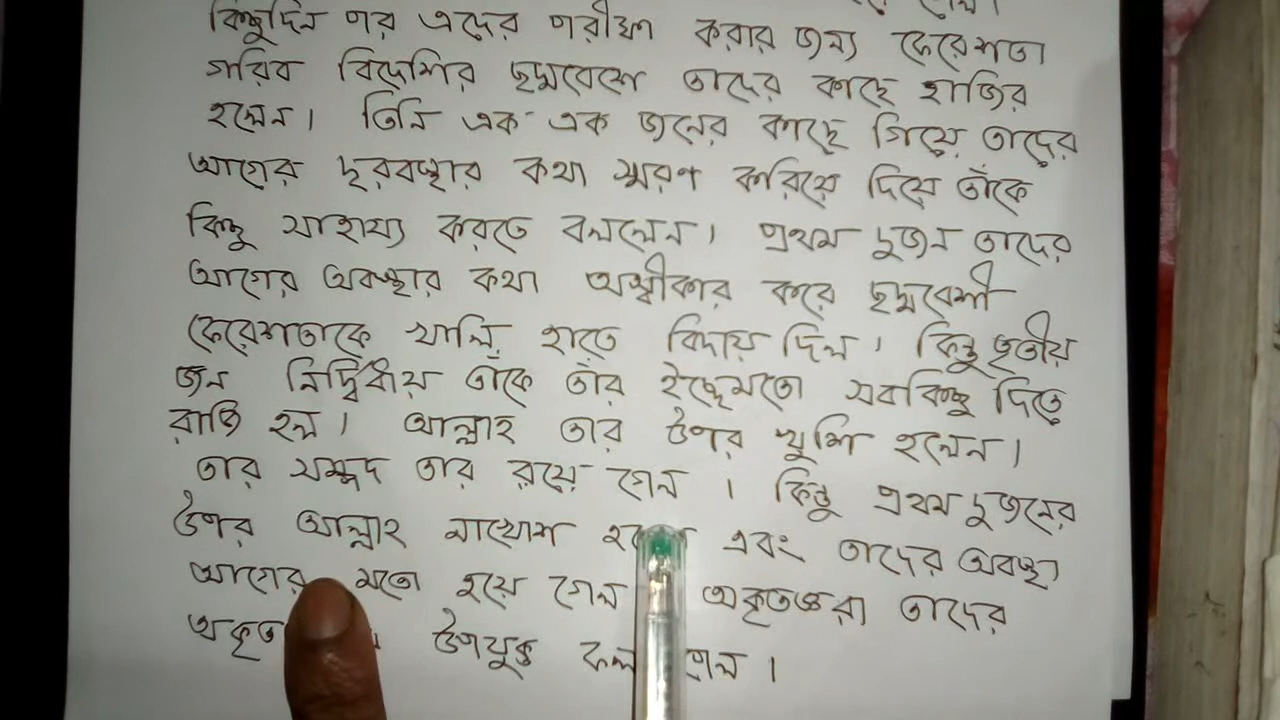 কিছুদিন পর এদের পরীক্ষা করার জন্য ফেরেশতা
গরিব বিদেশির ছদ্মবেশে তাদের কাছে হাজির
হলেন। তিনি এক এক জনের কাছে গিয়ে তাদের
আগের দুরবস্থার কথা স্মরণ করিয়ে দিয়ে তাঁকে
কিছু সাহায্য করতে বললেন। প্রথম দুজন তাদের
আগের অবস্থার কথা অস্বীকার করে ছদ্মবেশী
ফেরেশতাকে খালি হাতে বিদায় দিল। কিন্তু তৃতীয়
জন নির্দ্বিধায় তাঁকে তাঁর ইচ্ছেমতো সবকিছু দিতে
রাজি হল। আল্লাহ তার উপর খুশি হলেন।
তার সম্পদ তার রয়ে গেল। কিন্তু প্রথম দুজনের
উপর আল্লাহ নাখোশ এবং তাদের অবস্থা
আগের মতো হয়ে গেল অকৃতজ্ঞরা তাদের
উপযুক্ত ফল পেল।